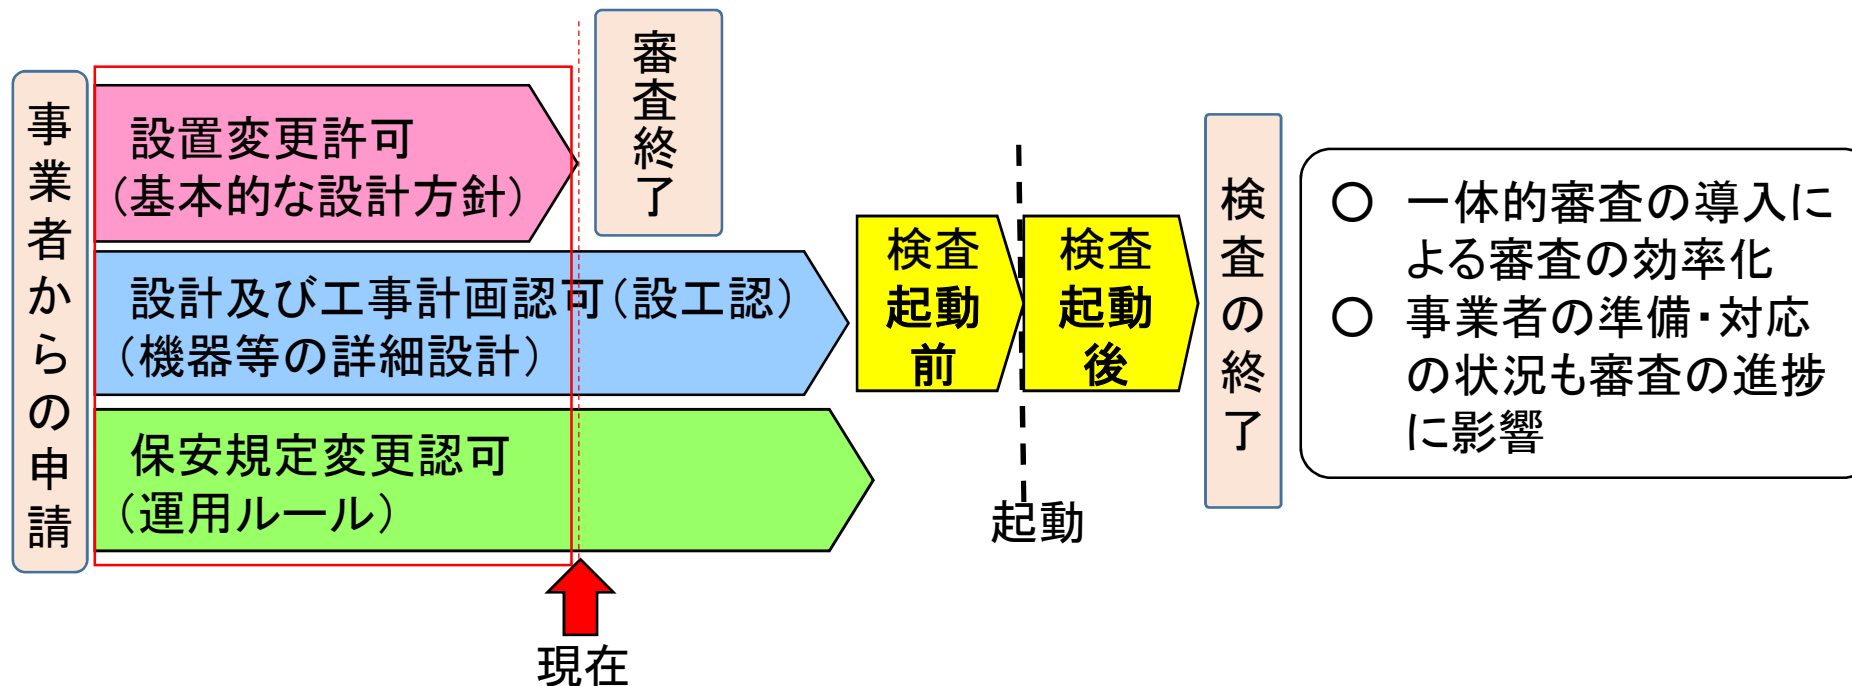 事業者からの申請
設置変更許可
（基本的な設計方針）
審査終了
設計及び工事計画認可（設工認）
（機器等の詳細設計）
保安規定変更認可
（運用ルール）
現在
検査
起動
前
検査
起動
後
起動
検査の終了
○ 一体的審査の導入に
よる審査の効率化
○ 事業者の準備・対応
の状況も審査の進捗
に影響